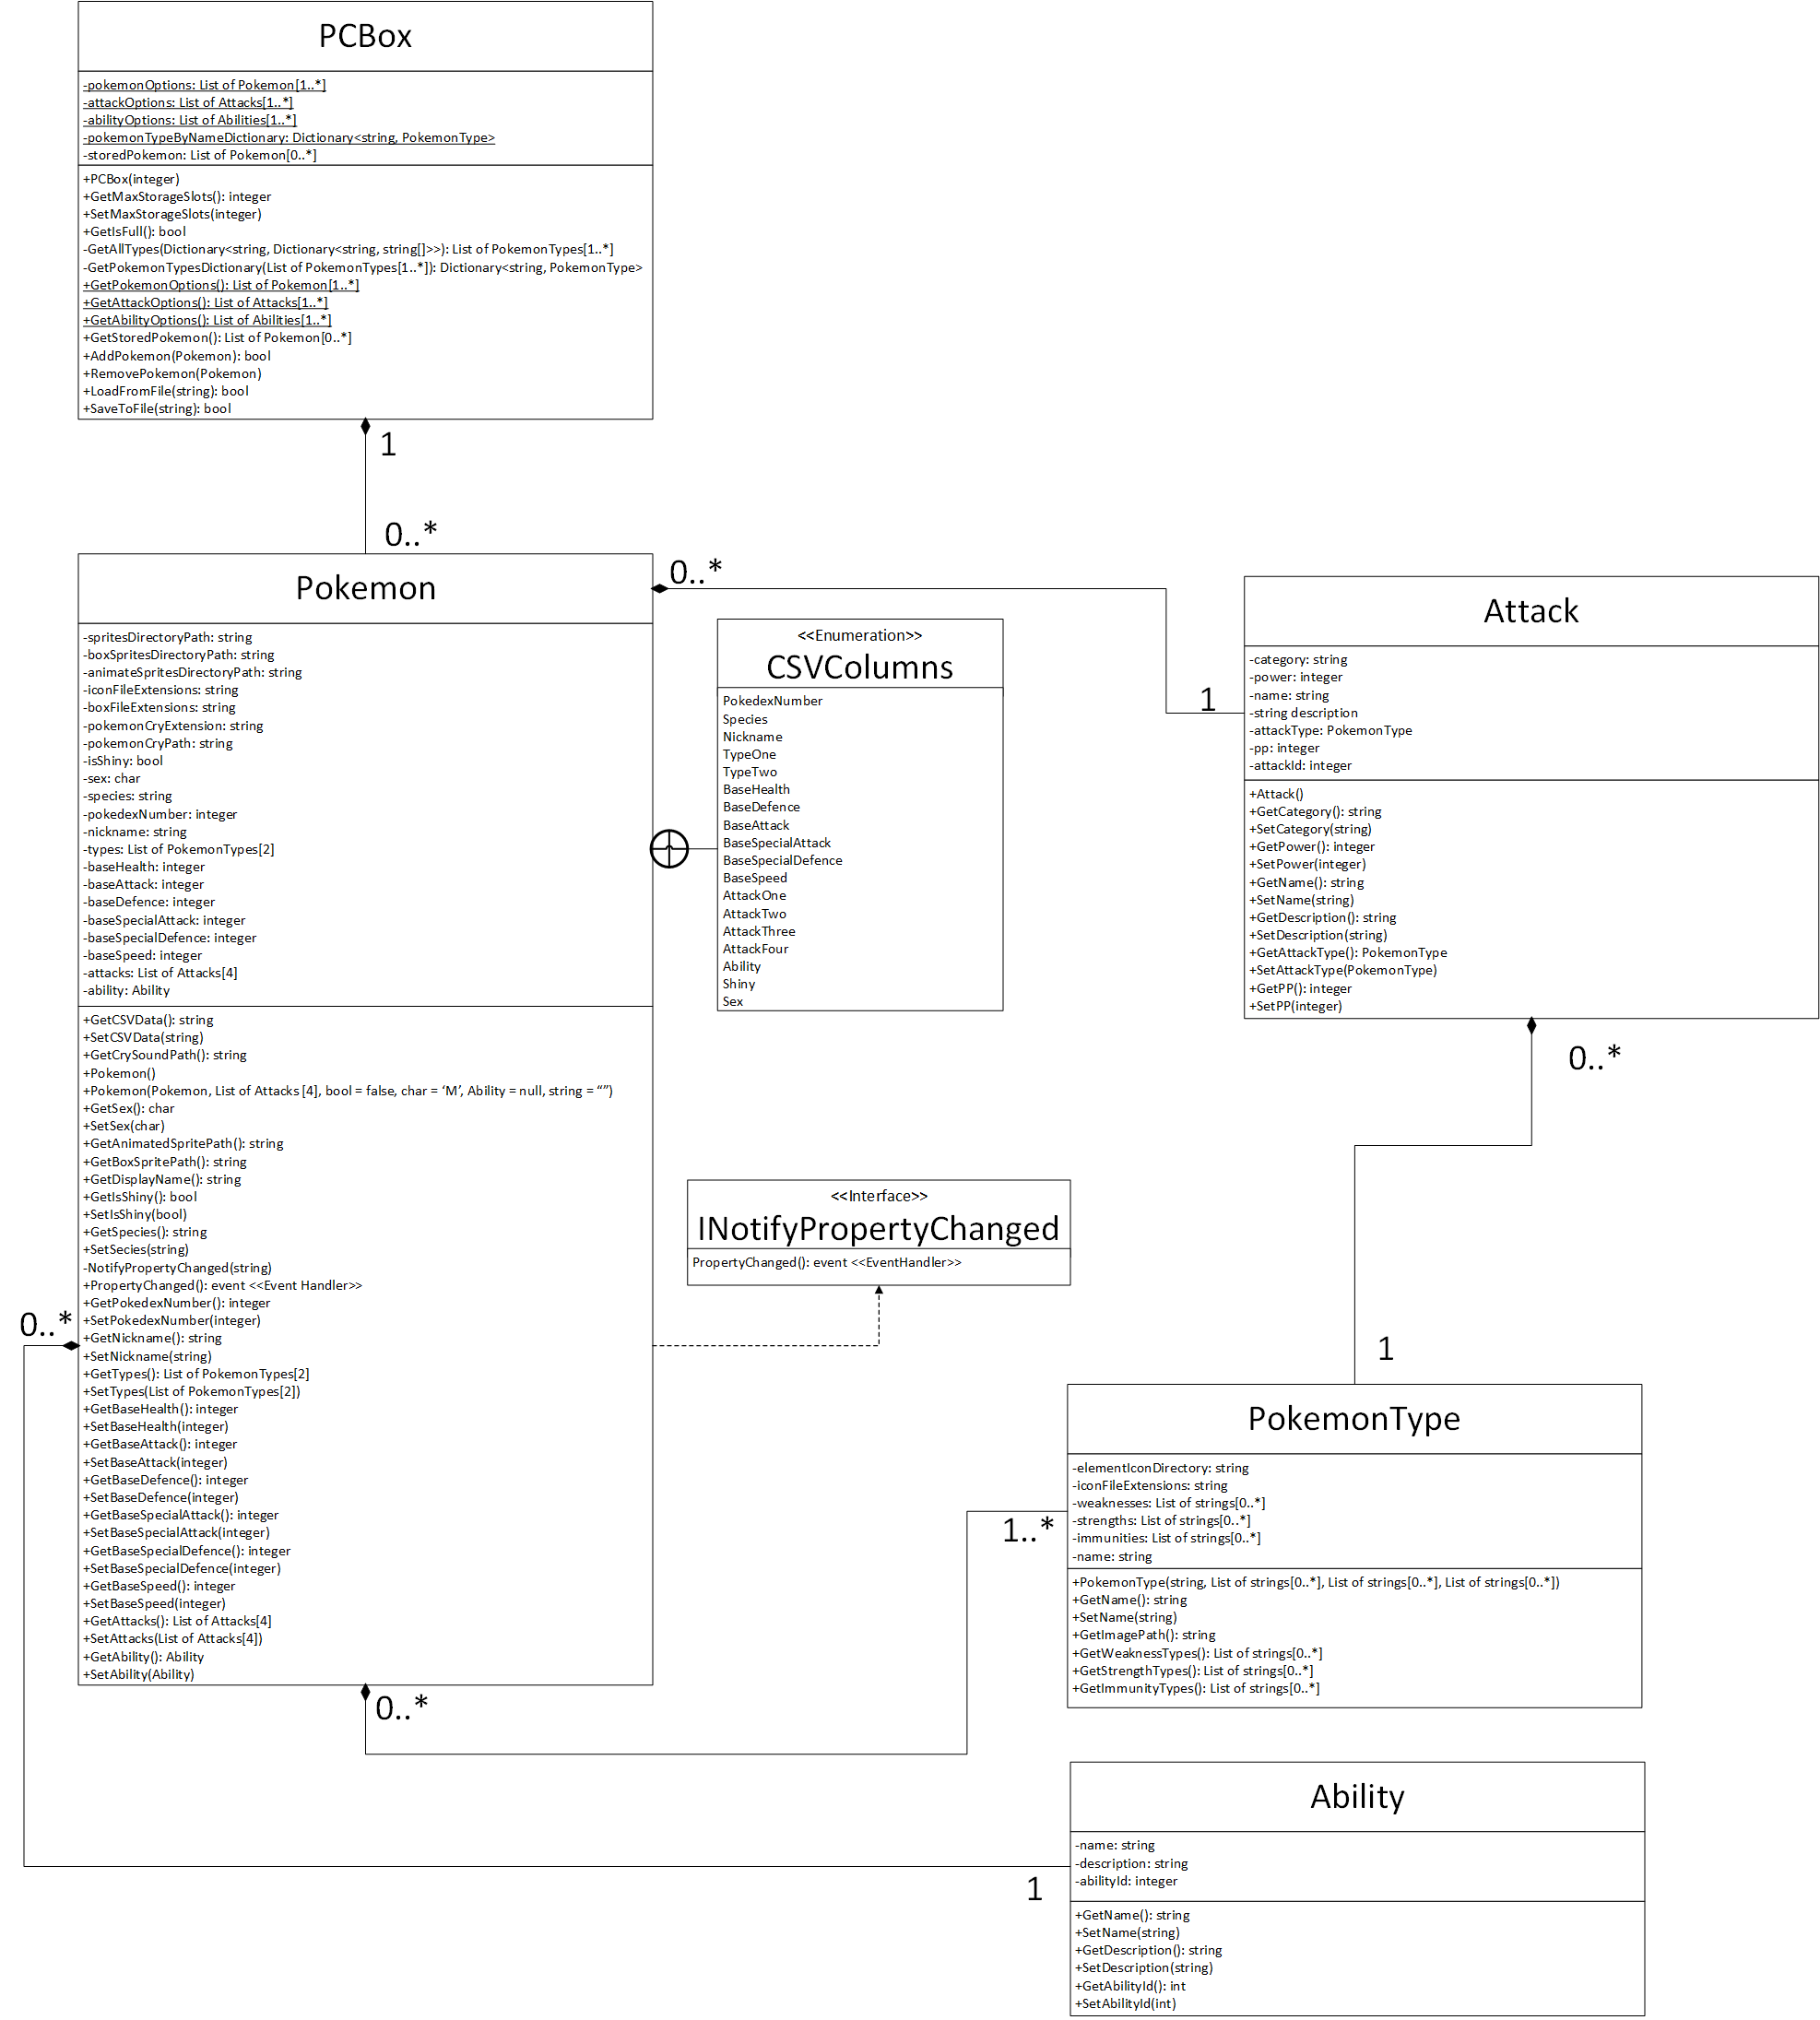 PCBox
-pokemonOptions: List of Pokemon[1..*]
-attackOptions: List of Attacks[1..*]
-abilityOptions: List of Abilities[1..*]
-pokemonTypeByNameDictionary: Dictionary<string, PokemonType>
-storedPokemon: List of Pokemon[0..*]
+PCBox(integer)
+GetMaxStorageSlots(): integer
+SetMaxStorageSlots(integer)
+GetIsFull(): bool
-GetAllTypes(Dictionary<string, Dictionary<string, string[]>>): List of PokemonTypes[1..*]
-GetPokemonTypesDictionary(List of PokemonTypes[1..*]): Dictionary<string, PokemonType>
+GetPokemonOptions(): List of Pokemon[1..*]
+GetAttackOptions(): List of Attacks[1..*]
+GetAbilityOptions(): List of Abilities[1..*]
+GetStoredPokemon(): List of Pokemon[0..*]
+AddPokemon(Pokemon): bool
+RemovePokemon(Pokemon)
+LoadFromFile(string): bool
+SaveToFile(string): bool
1
0..*
Pokemon
-spritesDirectoryPath: string
-boxSpritesDirectoryPath: string
-animateSpritesDirectoryPath: string
-iconFileExtensions: string
-boxFileExtensions: string
-pokemonCryExtension: string
-pokemonCryPath: string
-isShiny: bool
-sex: char
-species: string
-pokedexNumber: integer
-nickname: string
-types: List of PokemonTypes[2]
-baseHealth: integer
-baseAttack: integer
-baseDefence: integer
-baseSpecialAttack: integer
-baseSpecialDefence: integer
-baseSpeed: integer
-attacks: List of Attacks[4]
-ability: Ability
+GetCSVData(): string
+SetCSVData(string)
+GetCrySoundPath(): string
+Pokemon()
+Pokemon(Pokemon, List of Attacks [4], bool = false, char = ‘M’, Ability = null, string = “”)
+GetSex(): char
+SetSex(char)
+GetAnimatedSpritePath(): string
+GetBoxSpritePath(): string
+GetDisplayName(): string
+GetIsShiny(): bool
+SetIsShiny(bool)
+GetSpecies(): string
+SetSecies(string)
-NotifyPropertyChanged(string)
+PropertyChanged(): event <<Event Handler>>
+GetPokedexNumber(): integer
+SetPokedexNumber(integer)
+GetNickname(): string
+SetNickname(string)
+GetTypes(): List of PokemonTypes[2]
+SetTypes(List of PokemonTypes[2])
+GetBaseHealth(): integer
+SetBaseHealth(integer)
+GetBaseAttack(): integer
+SetBaseAttack(integer)
+GetBaseDefence(): integer
+SetBaseDefence(integer)
+GetBaseSpecialAttack(): integer
+SetBaseSpecialAttack(integer)
+GetBaseSpecialDefence(): integer
+SetBaseSpecialDefence(integer)
+GetBaseSpeed(): integer
+SetBaseSpeed(integer)
+GetAttacks(): List of Attacks[4]
+SetAttacks(List of Attacks[4])
+GetAbility(): Ability
+SetAbility(Ability)
0..*
0..*
0..*
<<Enumeration>>
CSVColumns
PokedexNumber
Species
Nickname
TypeOne
TypeTwo
BaseHealth
BaseDefence
BaseAttack
BaseSpecialAttack
BaseSpecialDefence
BaseSpeed
AttackOne
AttackTwo
AttackThree
AttackFour
Ability
Shiny
Sex
<<Interface>>
INotifyPropertyChanged
PropertyChanged(): event <<EventHandler>>
1
Attack
-category: string
-power: integer
-name: string
-string description
-attackType: PokemonType
-pp: integer
-attackId: integer
+Attack()
+GetCategory(): string
+SetCategory(string)
+GetPower(): integer
+SetPower(integer)
+GetName(): string
+SetName(string)
+GetDescription(): string
+SetDescription(string)
+GetAttackType(): PokemonType
+SetAttackType(PokemonType)
+GetPP(): integer
+SetPP(integer)
0..*
1
PokemonType
-elementIconDirectory: string
-iconFileExtensions: string
-weaknesses: List of strings[0..*]
-strengths: List of strings[0..*]
-immunities: List of strings[0..*]
-name: string
+PokemonType(string, List of strings[0..*], List of strings[0..*], List of strings[0..*])
+GetName(): string
+SetName(string)
+GetImagePath(): string
+GetWeaknessTypes(): List of strings[0..*]
+GetStrengthTypes(): List of strings[0..*]
+GetImmunityTypes(): List of strings[0..*]
1..*
Ability
-name: string
-description: string
-abilityId: integer
+GetName(): string
+SetName(string)
+GetDescription(): string
+SetDescription(string)
+GetAbilityId(): int
+SetAbilityId(int)
1